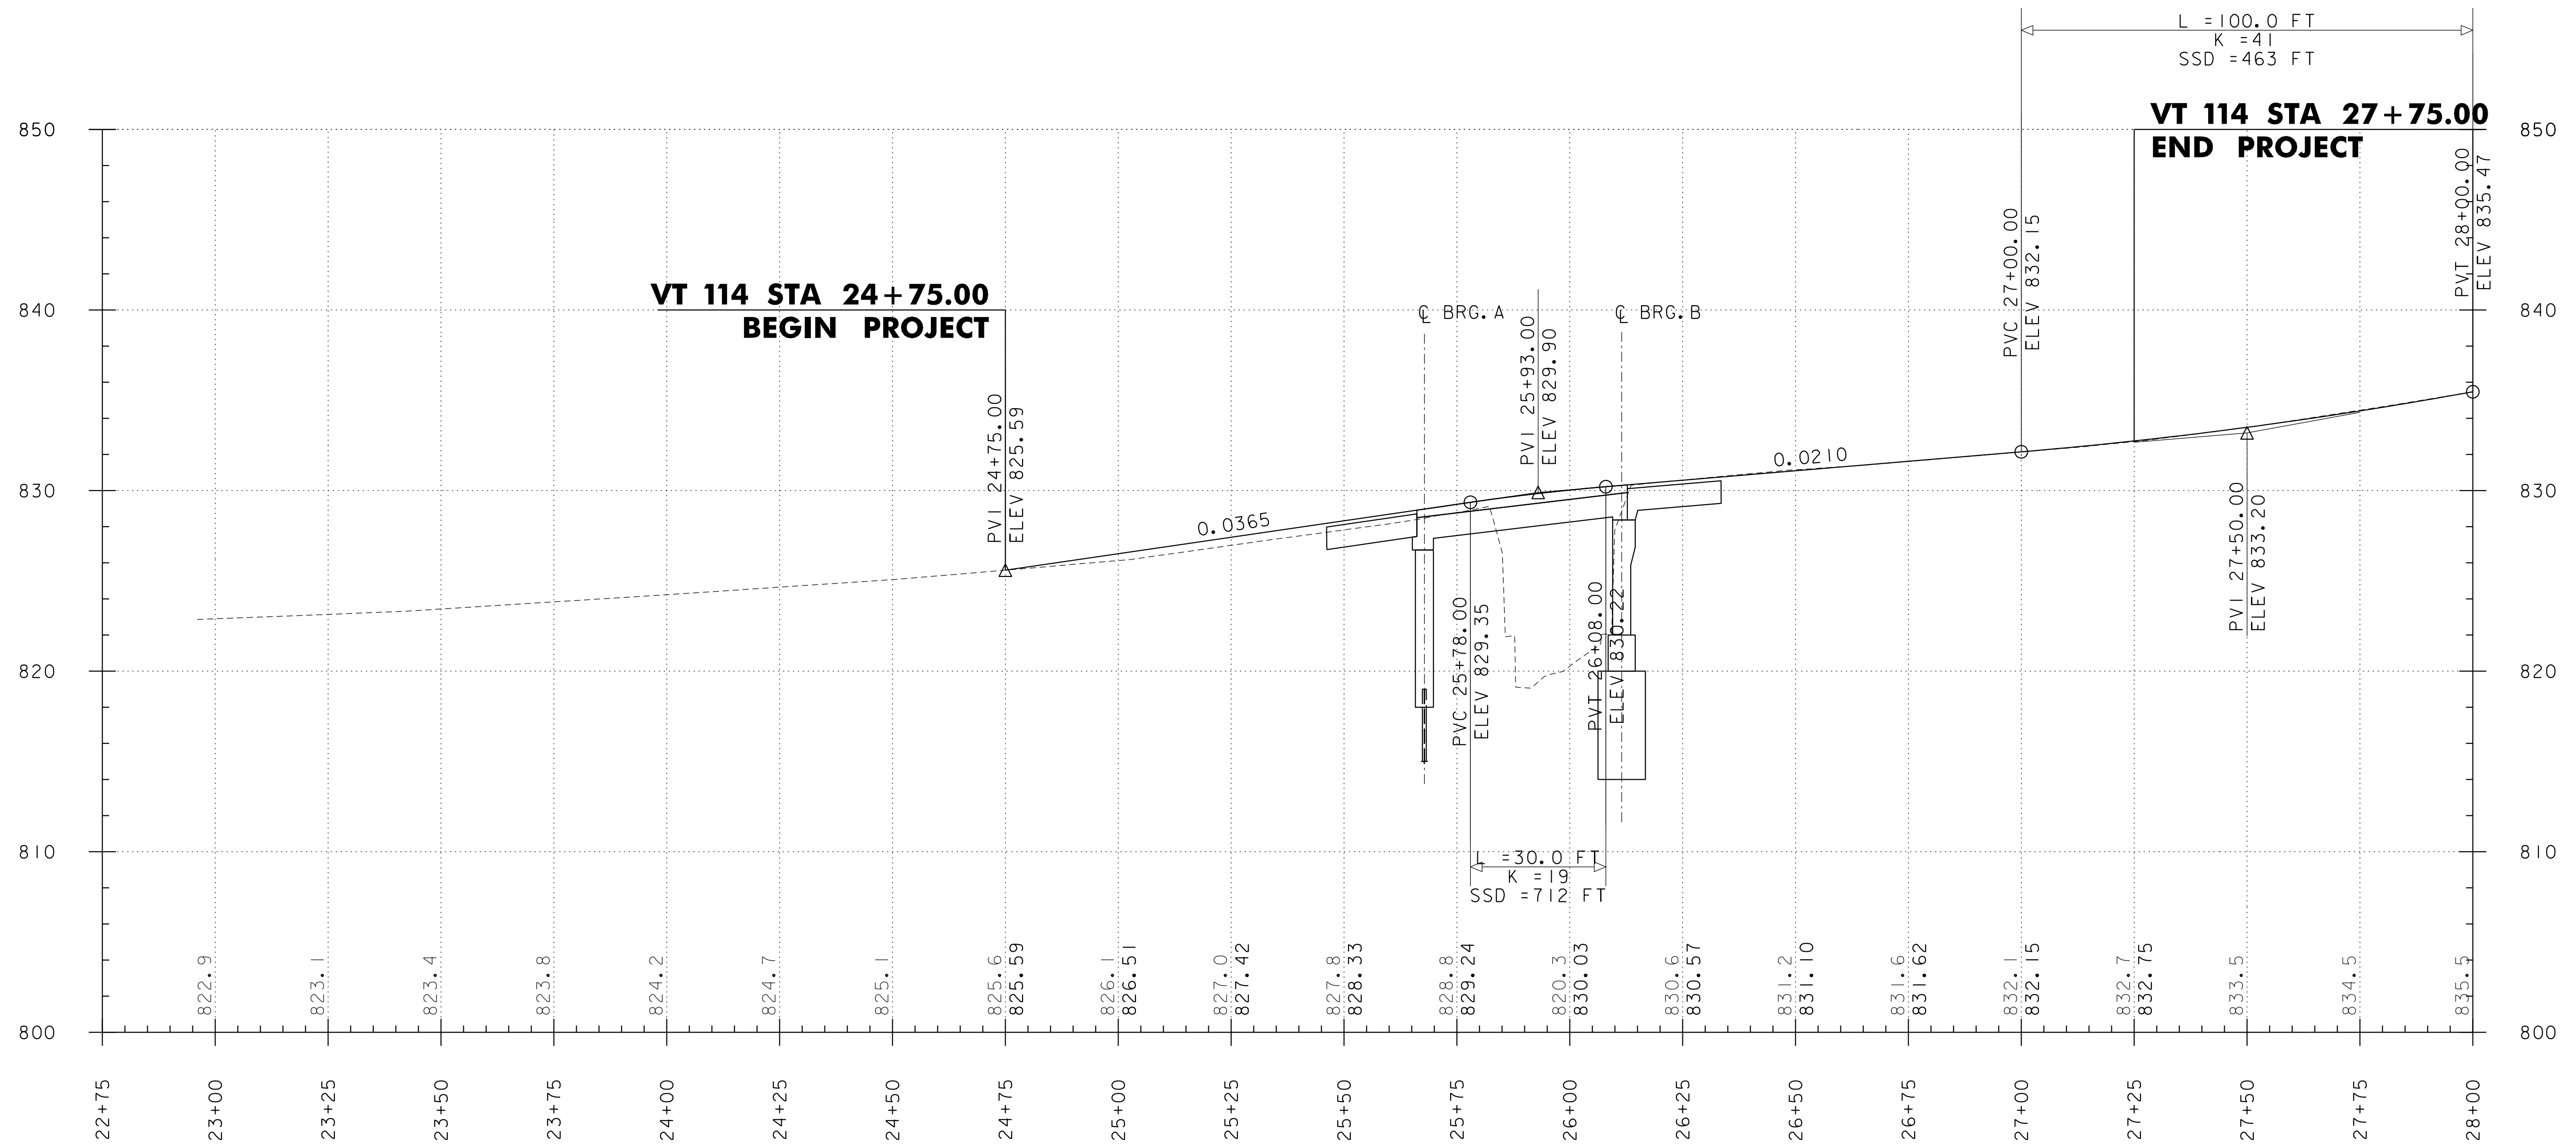 L =100.0 FT
K =41
SSD =463 FT
VT 114 STA 27+75.00
END PROJECT
850
850
PVT 28+00.00
ELEV 835.47
PVC 27+00.00
ELEV 832.15
VT 114 STA 24+75.00
BEGIN PROJECT
840
840
℄ BRG. A
℄ BRG. B
PVI 25+93.00
ELEV 829.90
PVI 24+75.00
ELEV 825.59
0.0365
0.0210
830
830
PVI 27+50.00
ELEV 833.20
PVC 25+78.00
ELEV 829.35
PVT 26+08.00
ELEV 830.22
820
820
810
810
L =30.0 FT
K =19
SSD =712 FT
822.9
823.1
823.4
823.8
824.2
824.7
825.1
825.6
825.59
826.1
826.51
827.0
827.42
827.8
828.33
828.8
829.24
820.3
830.03
830.6
830.57
831.2
831.10
831.6
831.62
832.1
832.15
832.7
832.75
833.5
834.5
835.5
800
800
22+75
23+00
23+25
23+50
23+75
24+00
24+25
24+50
24+75
25+00
25+25
25+50
25+75
26+00
26+25
26+50
26+75
27+00
27+25
27+50
27+75
28+00